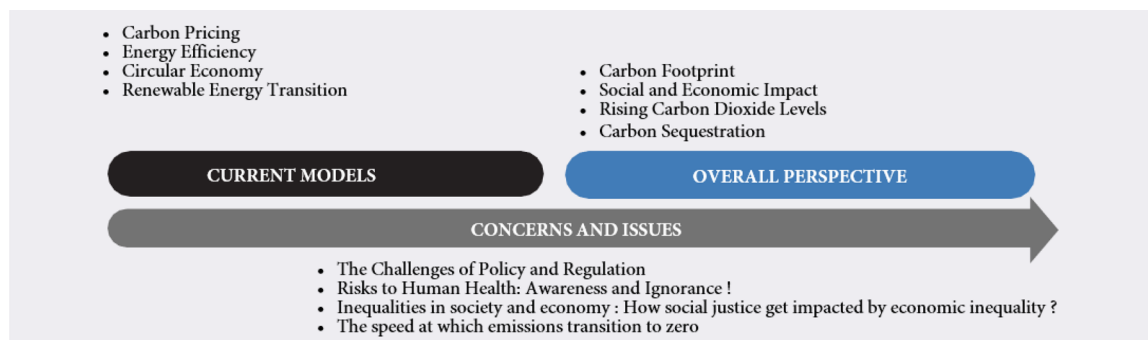 • Carbon Pricing
• Energy Efficiency
• Circular Economy
• Renewable Energy Transition
• Carbon Footprint
• Social and Economic Impact
• Rising Carbon Dioxide Levels
• Carbon Sequestration
CURRENT MODELS
OVERALL PERSPECTIVE
CONCERNS AND ISSUES
• The Challenges of Policy and Regulation
• Risks to Human Health: Awareness and Ignorance !
• Inequalities in society and economy : How social justice get impacted by economic inequality ?
• The speed at which emissions transition to zero